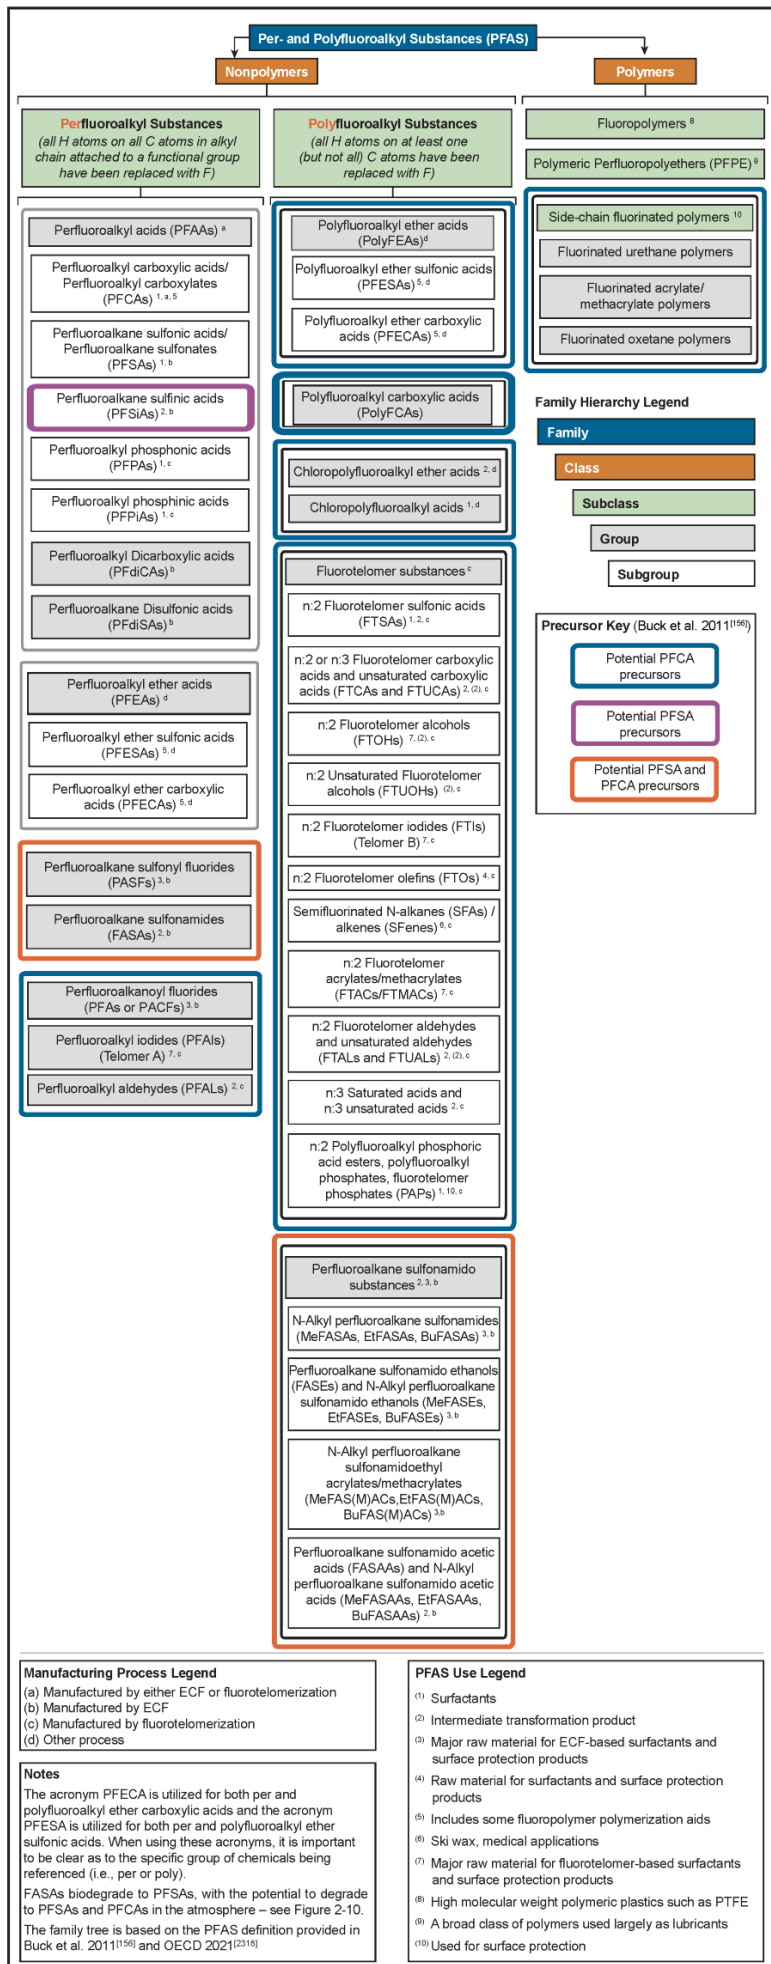 Per- and Polyfluoroalkyl Substances (PFAS)
Nonpolymers
Polymers
Perfluoroalkyl Substances
(all H atoms on all C atoms in alkyl
chain attached to a functional group
have been replaced with F)
Perfluoroalkyl acids (PFAAs) a
Perfluoroalkyl carboxylic acids/
Perfluoroalkyl carboxylates
(PFCAs) 1, a, 5
Perfluoroalkane sulfonic acids/
Perfluoroalkane sulfonates
(PFSAs) 1, b
Perfluoroalkane sulfinic acids
(PFSiAs) 2, b
Perfluoroalkyl phosphonic acids
(PFPAs) 1, c
Perfluoroalkyl phosphinic acids
(PFPiAs) 1, c
Perfluoroalkyl Dicarboxylic acids
(PFdiCAs) b
Perfluoroalkane Disulfonic acids
(PFdiSAs) b
Perfluoroalkyl ether acids
(PFEAs) d
Perfluoroalkyl ether sulfonic acids
(PFESAs) 5, d
Perfluoroalkyl ether carboxylic
acids (PFECAs) 5, d
Perfluoroalkane sulfonyl fluorides
(PASFs) 3, b
Perfluoroalkane sulfonamides
(FASAs) 2, b
Perfluoroalkanoyl fluorides
(PFAs or PACFs) 3, b
Perfluoroalkyl iodides (PFAIs)
(Telomer A) 7, c
Perfluoroalkyl aldehydes (PFALs) 2, c
Polyfluoroalkyl Substances
(all H atoms on at least one
(but not all) C atoms have been
replaced with F)
Polyfluoroalkyl ether acids
(PolyFEAs)d
Polyfluoroalkyl ether sulfonic acids
(PFESAs) 5, d
Polyfluoroalkyl ether carboxylic
acids (PFECAs) 5, d
Polyfluoroalkyl carboxylic acids
(PolyFCAs)
Chloropolyfluoroalkyl ether acids 2, d
Chloropolyfluoroalkyl acids 1, d
Fluorotelomer substances c
n:2 Fluorotelomer sulfonic acids
(FTSAs) 1, 2, c
n:2 or n:3 Fluorotelomer carboxylic
acids and unsaturated carboxylic
acids (FTCAs and FTUCAs) 2, (2), c
n:2 Fluorotelomer alcohols
(FTOHs) 7, (2), c
n:2 Unsaturated Fluorotelomer
alcohols (FTUOHs) (2), c
n:2 Fluorotelomer iodides (FTIs)
(Telomer B) 7, c
n:2 Fluorotelomer olefins (FTOs) 4, c
Semifluorinated N-alkanes (SFAs) /
alkenes (SFenes) 6, c
n:2 Fluorotelomer
acrylates/methacrylates
(FTACs/FTMACs) 7, c
n:2 Fluorotelomer aldehydes
and unsaturated aldehydes
(FTALs and FTUALs) 2, (2), c
n:3 Saturated acids and
n:3 unsaturated acids 2, c
n:2 Polyfluoroalkyl phosphoric
acid esters, polyfluoroalkyl
phosphates, fluorotelomer
phosphates (PAPs) 1, 10, c
Perfluoroalkane sulfonamido
substances 2, 3, b
N-Alkyl perfluoroalkane sulfonamides
(MeFASAs, EtFASAs, BuFASAs) 3, b
Perfluoroalkane sulfonamido ethanols
(FASEs) and N-Alkyl perfluoroalkane
sulfonamido ethanols (MeFASEs,
EtFASEs, BuFASEs) 3, b
N-Alkyl perfluoroalkane
sulfonamidoethyl
acrylates/methacrylates
(MeFAS(M)ACs,EtFAS(M)ACs,
BuFAS(M)ACs) 3,b
Perfluoroalkane sulfonamido acetic
acids (FASAAs) and N-Alkyl
perfluoroalkane sulfonamido acetic
acids (MeFASAAs, EtFASAAs,
BuFASAAs) 2, b
Fluoropolymers 8
Polymeric Perfluoropolyethers (PFPE) 9
Side-chain fluorinated polymers 10
Fluorinated urethane polymers
Fluorinated acrylate/
methacrylate polymers
Fluorinated oxetane polymers
Family Hierarchy Legend
Family
Class
Subclass
Group
Subgroup
Precursor Key (Buck et al. 2011[156])
Potential PFCA
precursors
Potential PFSA
precursors
Potential PFSA and
PFCA precursors
Manufacturing Process Legend
(a) Manufactured by either ECF or fluorotelomerization
(b) Manufactured by ECF
(c) Manufactured by fluorotelomerization
(d) Other process
Notes
The acronym PFECA is utilized for both per and
polyfluoroalkyl ether carboxylic acids and the acronym
PFESA is utilized for both per and polyfluoroalkyl ether
sulfonic acids. When using these acronyms, it is important
to be clear as to the specific group of chemicals being
referenced (i.e., per or poly).
FASAs biodegrade to PFSAs, with the potential to degrade
to PFSAs and PFCAs in the atmosphere – see Figure 2-10.
The family tree is based on the PFAS definition provided in
Buck et al. 2011[156] and OECD 2021[2318]
PFAS Use Legend
(1) Surfactants
(2) Intermediate transformation product
(3) Major raw material for ECF-based surfactants and
surface protection products
(4) Raw material for surfactants and surface protection
products
(5) Includes some fluoropolymer polymerization aids
(6) Ski wax, medical applications
(7) Major raw material for fluorotelomer-based surfactants
and surface protection products
(8) High molecular weight polymeric plastics such as PTFE
(9) A broad class of polymers used largely as lubricants
(10) Used for surface protection